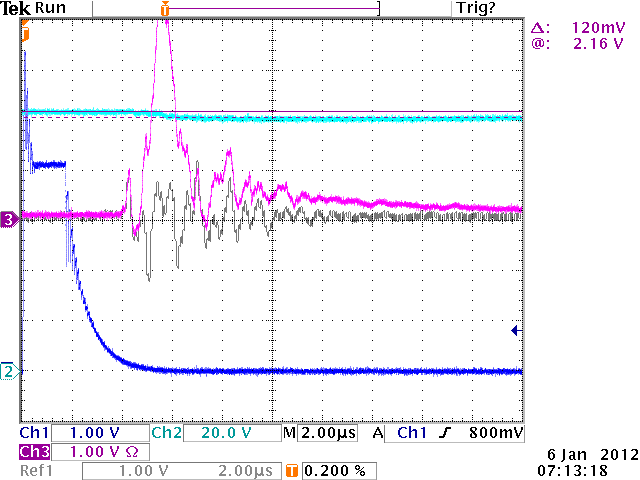 Tek Run T Trig?
T
Δ: 120mV
@: 2.16 V
3
2
Ch1 1.00 V Ch2 20.0 V M 2.00µs A Ch1 800mV
Ch3 1.00 V Ω
Ref1 1.00 V 2.00µs T 0.200 %
6 Jan 2012
07:13:18